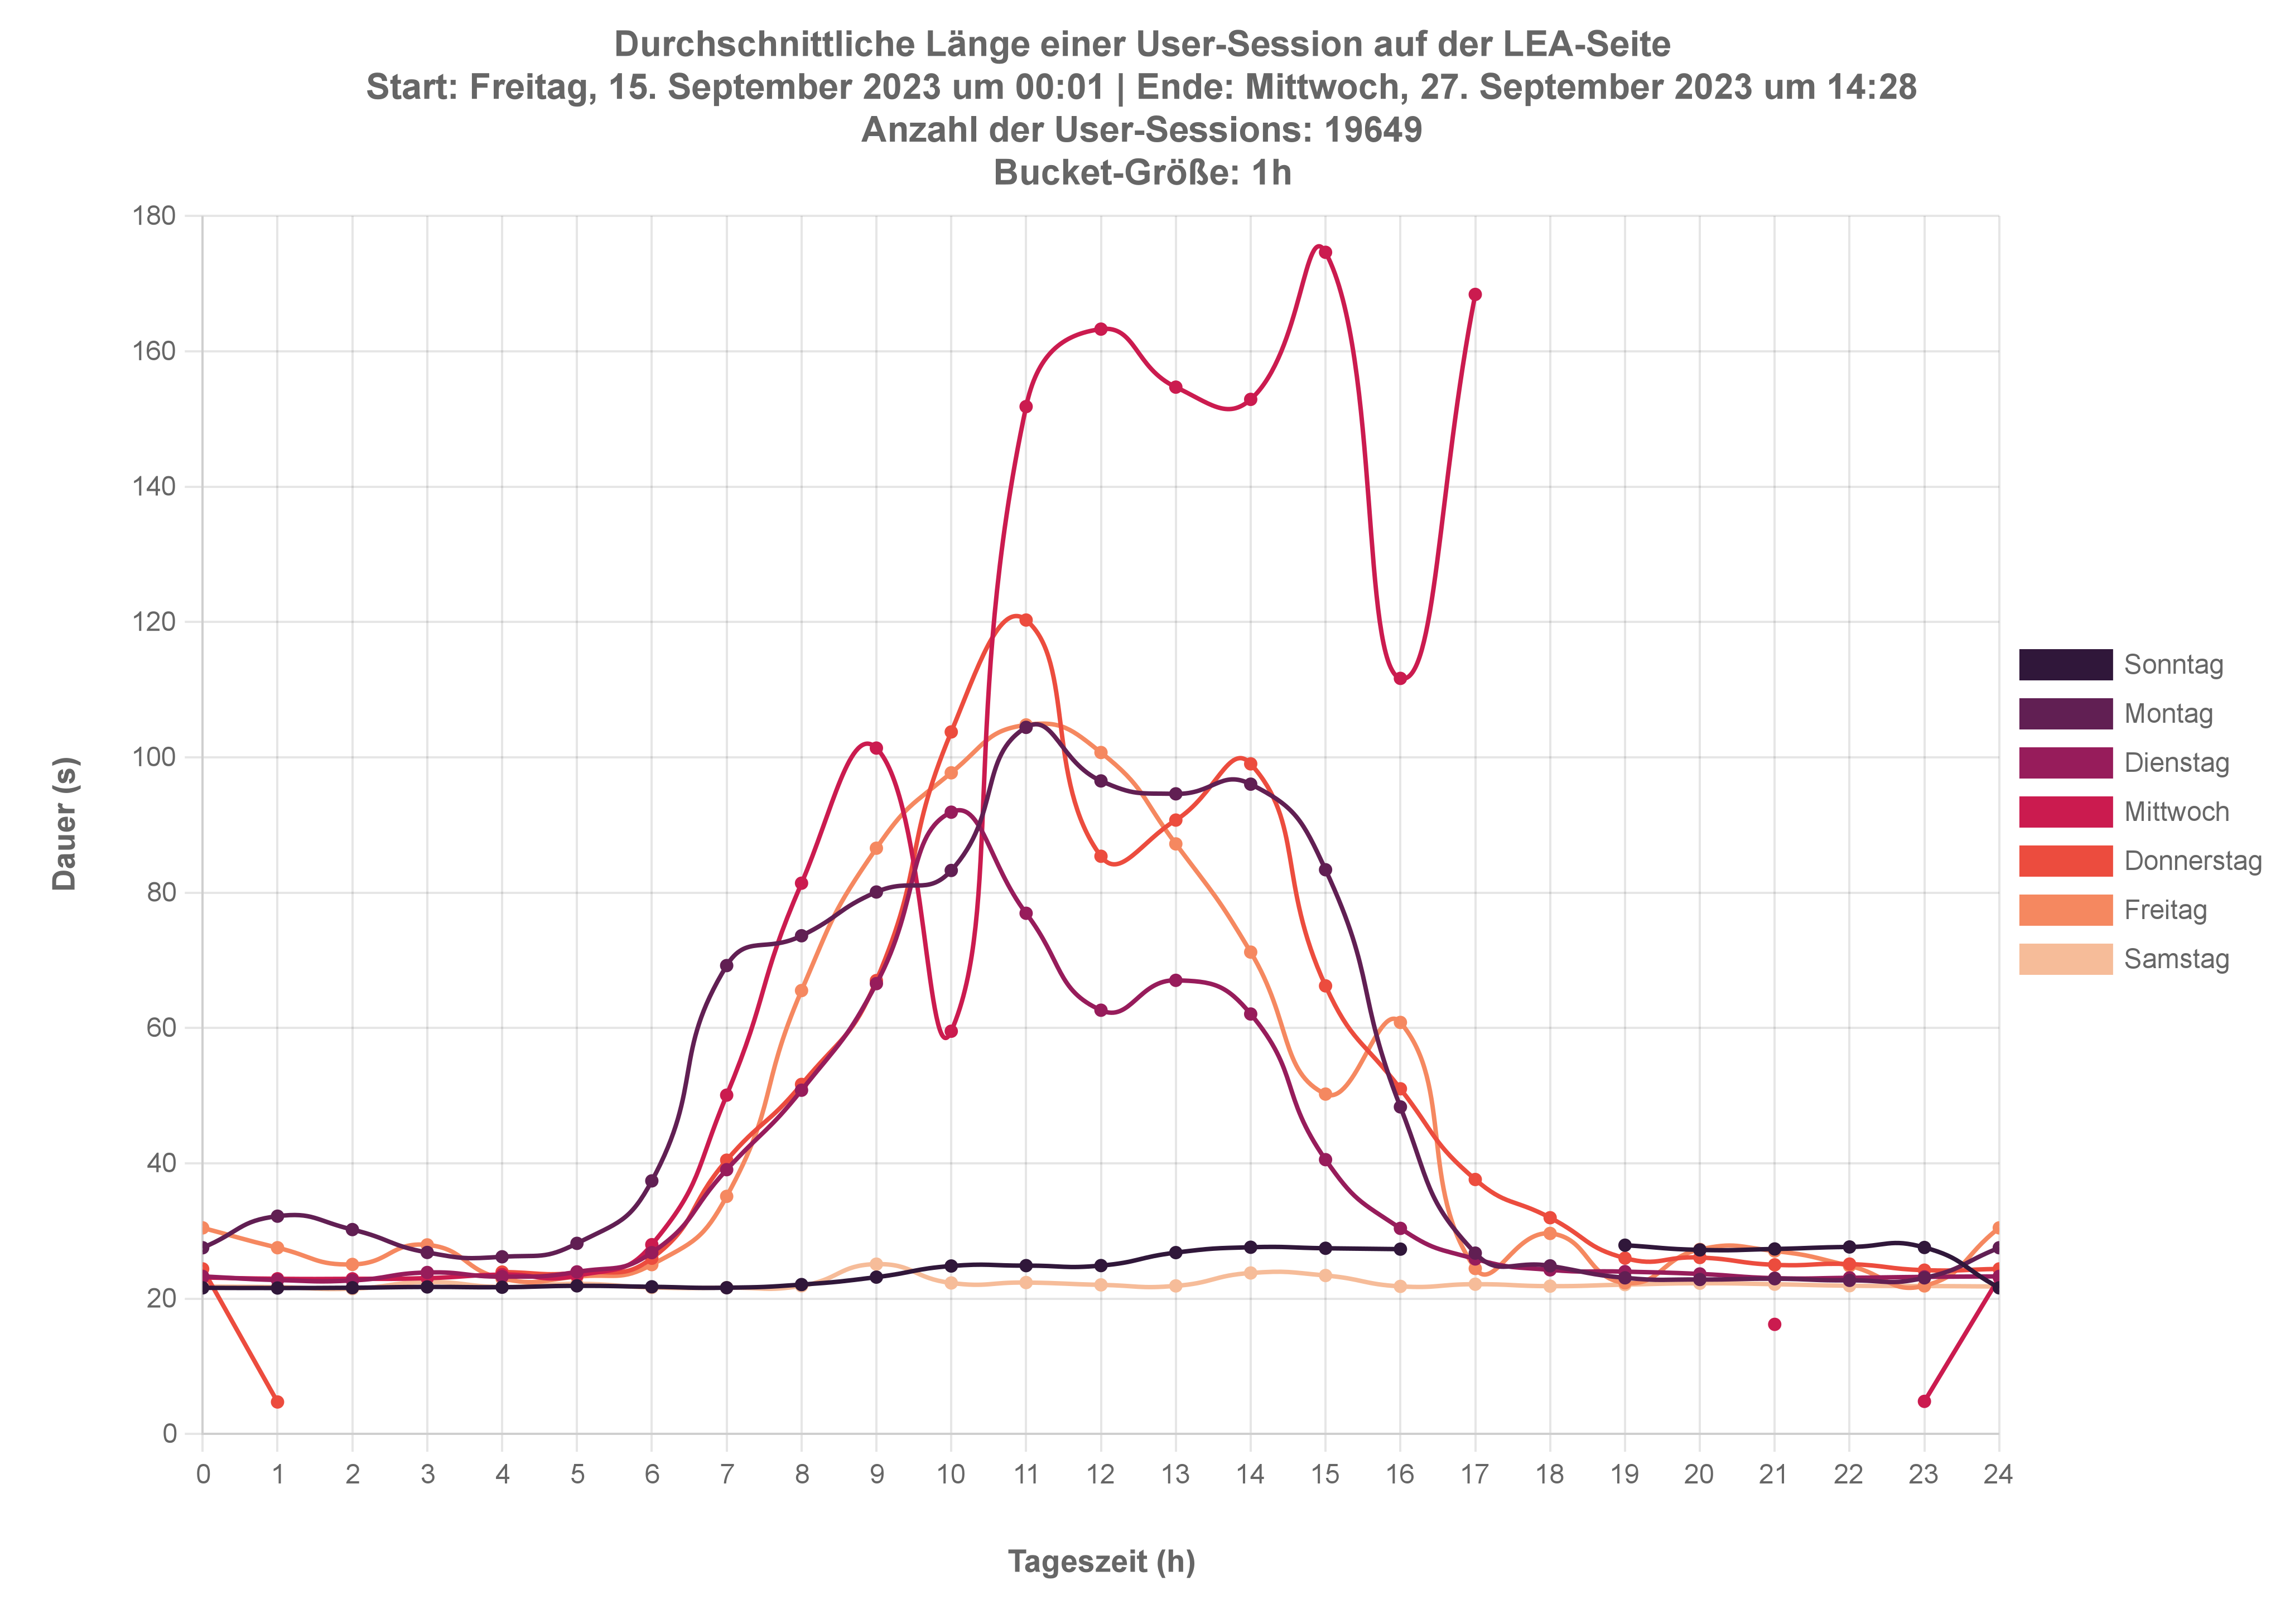 Durchschnittliche Länge einer User-Session auf der LEA-Seite
Start: Freitag, 15. September 2023 um 00:01 | Ende: Mittwoch, 27. September 2023 um 14:28
Anzahl der User-Sessions: 19649
Bucket-Größe: 1h
180
160
140
120
100
80
60
40
20
0
Dauer (s)
0 1 2 3 4 5 6 7 8 9 10 11 12 13 14 15 16 17 18 19 20 21 22 23 24
Tageszeit (h)
Sonntag
Montag
Dienstag
Mittwoch
Donnerstag
Freitag
Samstag